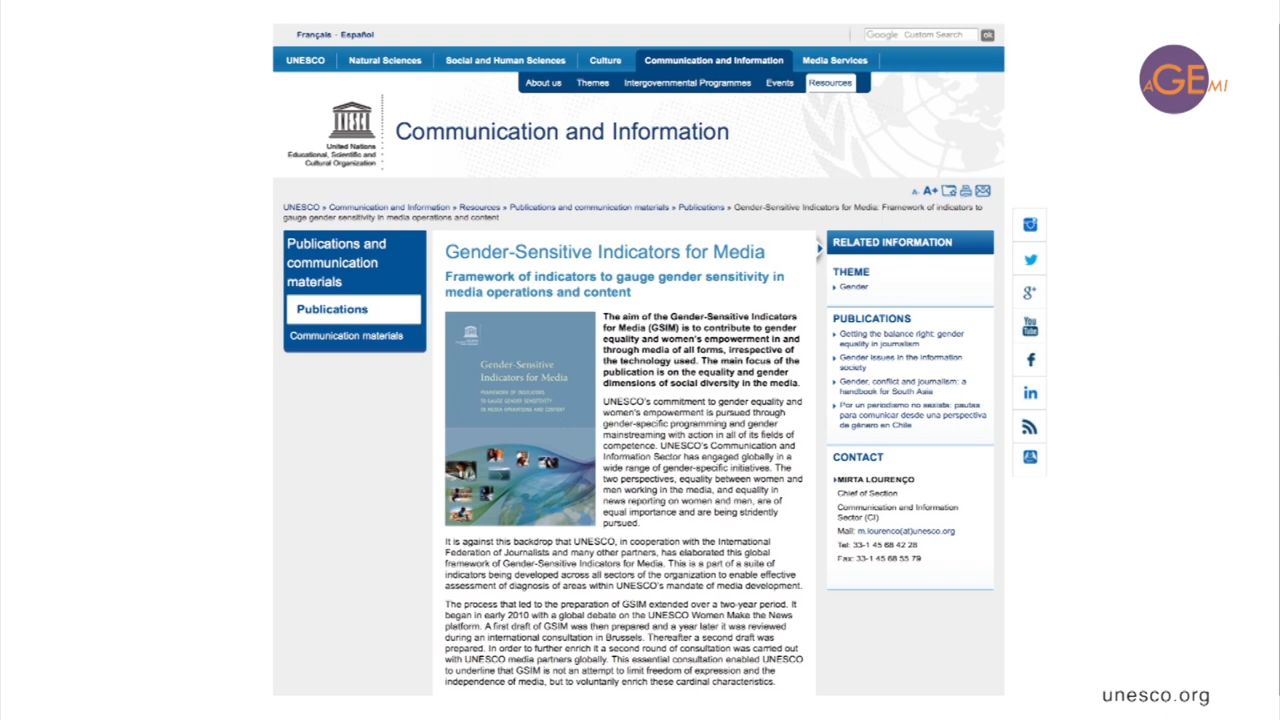 Français - Español
Google Custom Search ok
UNESCO Natural Sciences Social and Human Sciences Culture Communication and Information Media Services
About us Themes Intergovernmental Programmes Events Resources
aGEMI
United Nations
Educational, Scientific and
Cultural Organization
Communication and Information
A- A+
UNESCO » Communication and Information » Resources » Publications and communication materials » Publications » Gender-Sensitive Indicators for Media: Framework of indicators to
gauge gender sensitivity in media operations and content
Publications and
communication
materials
Publications
Communication materials
Gender-Sensitive Indicators for Media
Framework of indicators to gauge gender sensitivity in
media operations and content
Gender-Sensitive
Indicators for Media
FRAMEWORK OF INDICATORS
TO GAUGE GENDER SENSITIVITY
IN MEDIA OPERATIONS AND CONTENT
The aim of the Gender-Sensitive Indicators
for Media (GSIM) is to contribute to gender
equality and women's empowerment in and
through media of all forms, irrespective of
the technology used. The main focus of the
publication is on the equality and gender
dimensions of social diversity in the media.
UNESCO's commitment to gender equality and
women's empowerment is pursued through
gender-specific programming and gender
mainstreaming with action in all of its fields of
competence. UNESCO's Communication and
Information Sector has engaged globally in a
wide range of gender-specific initiatives. The
two perspectives, equality between women and
men working in the media, and equality in
news reporting on women and men, are of
equal importance and are being stridently
pursued.
It is against this backdrop that UNESCO, in cooperation with the International
Federation of Journalists and many other partners, has elaborated this global
framework of Gender-Sensitive Indicators for Media. This is a part of a suite of
indicators being developed across all sectors of the organization to enable effective
assessment of diagnosis of areas within UNESCO's mandate of media development.
The process that led to the preparation of GSIM extended over a two-year period. It
began in early 2010 with a global debate on the UNESCO Women Make the News
platform. A first draft of GSIM was then prepared and a year later it was reviewed
during an international consultation in Brussels. Thereafter a second draft was
prepared. In order to further enrich it a second round of consultation was carried out
with UNESCO media partners globally. This essential consultation enabled UNESCO
to underline that GSIM is not an attempt to limit freedom of expression and the
independence of media, but to voluntarily enrich these cardinal characteristics.
RELATED INFORMATION
THEME
Gender
PUBLICATIONS
Getting the balance right: gender
equality in journalism
Gender issues in the information
society
Gender, conflict and journalism: a
handbook for South Asia
Por un periodismo no sexista: pautas
para comunicar desde una perspectiva
de género en Chile
CONTACT
MIRTA LOURENÇO
Chief of Section
Communication and Information
Sector (CI)
Mail: m.lourenco(at)unesco.org
Tel: 33-1 45 68 42 28
Fax: 33-1 45 68 55 79
g+
You
Tube
f
in
unesco.org